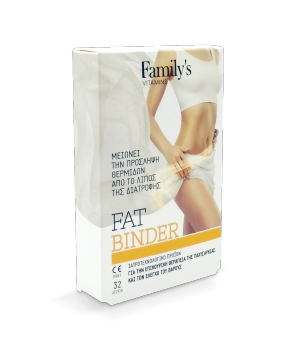 Family's
VITAMINS
ΜΕΙΩΝΕΙ
ΤΗΝ ΠΡΟΣΛΗΨΗ
ΘΕΡΜΙΔΩΝ
ΑΠΟ ΤΟ ΛΙΠΟΣ
ΤΗΣ ΔΙΑΤΡΟΦΗΣ
FAT
BINDER
CE
32
ΙΑΤΡΟΤΕΧΝΟΛΟΓΙΚΟ ΠΡΟΪΟΝ
ΓΙΑ ΤΗΝ ΕΠΙΚΟΥΡΙΚΗ ΘΕΡΑΠΕΙΑ ΤΗΣ ΠΑΧΥΣΑΡΚΙΑΣ
ΚΑΙ ΤΟΝ ΕΛΕΓΧΟ ΤΟΥ ΒΑΡΟΥΣ